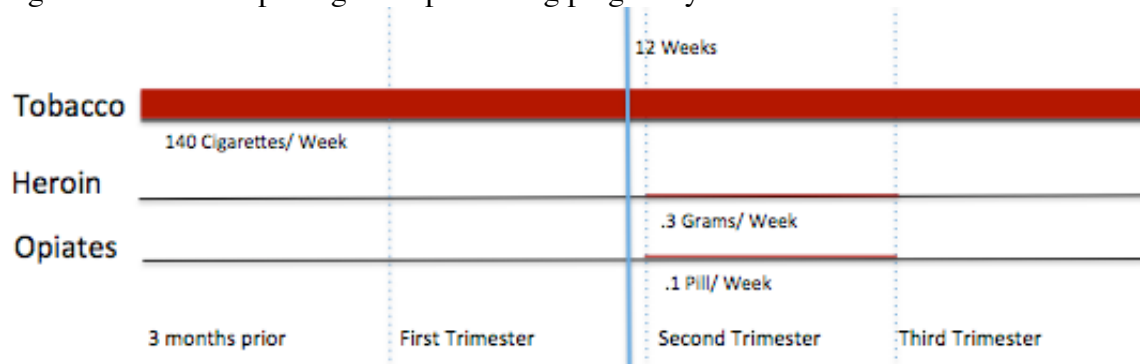 12 Weeks
Tobacco
140 Cigarettes/ Week
Heroin
.3 Grams/ Week
Opiates
.1 Pill/ Week
3 months prior First Trimester Second Trimester Third Trimester